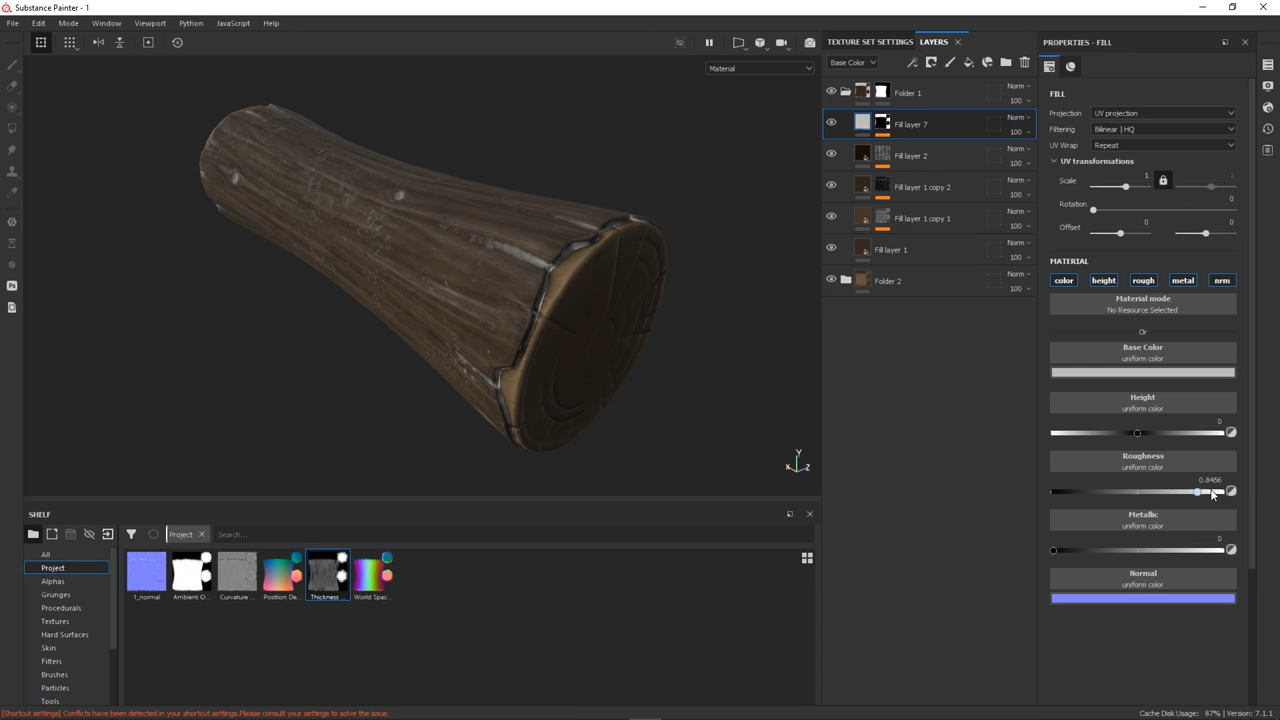 Substance Painter - 1
File Edit Mode Window Viewport Python JavaScript Help
Material
TEXTURE SET SETTINGS LAYERS
Base Color
Folder 1 Norm
100
Fill layer 7 Norm
100
Fill layer 2 Norm
100
Fill layer 1 copy 2 Norm
100
Fill layer 1 copy 1 Norm
100
Fill layer 1 Norm
100
Folder 2 Norm
100
PROPERTIES - FILL
FILL
Projection UV projection
Filtering Bilinear | HQ
UV Wrap Repeat
UV transformations
Scale 1 1
Rotation 0
Offset 0 0
MATERIAL
color height rough metal nrm
Material mode
No Resource Selected
Or
Base Color
uniform color
Height
uniform color
0
Roughness
uniform color
0.8456
Metallic
uniform color
0
Normal
uniform color
Y
X Z
Ps
SHELF
Project Search...
All
Project
Alphas
Grunges
Procedurals
Textures
Hard Surfaces
Skin
Filters
Brushes
Particles
Tools
1_normal Ambient O... Curvature ... Position De... Thickness ... World Spac...
[Shortcut settings] Conflicts have been detected in your shortcut settings.Please consult your settings to solve the issue.
Cache Disk Usage: 87% | Version: 7.1.1